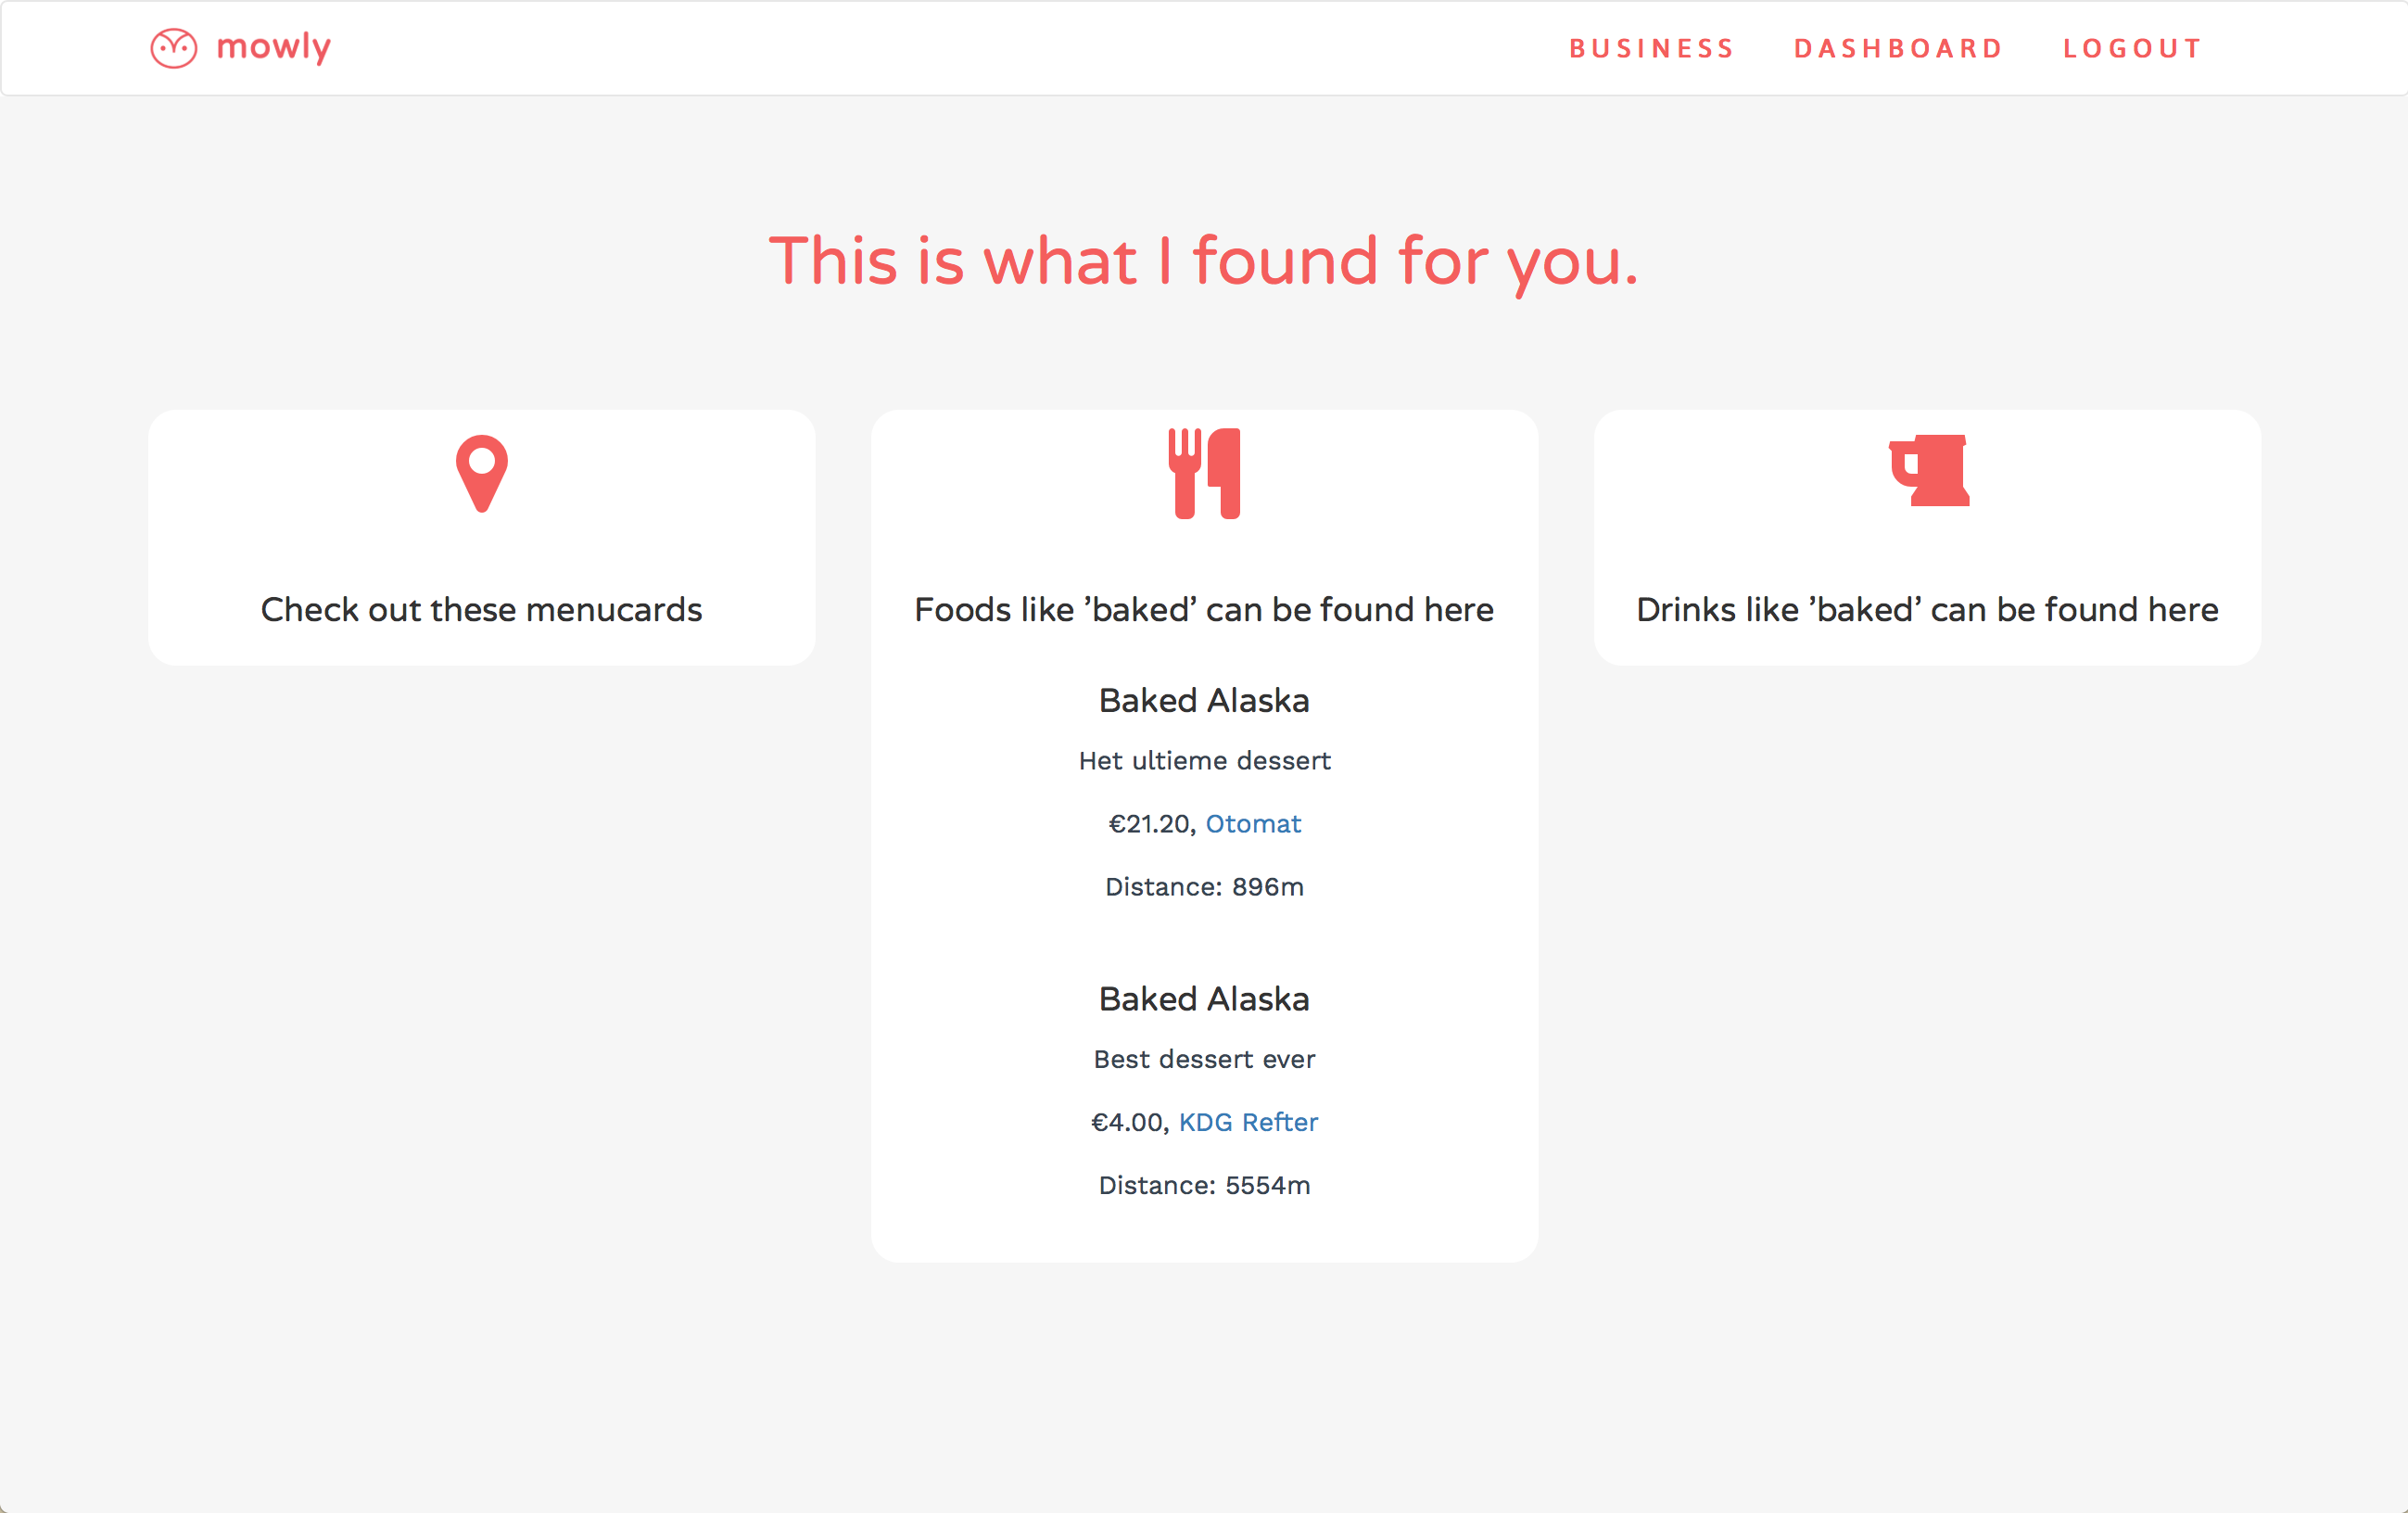 mowly
BUSINESS DASHBOARD LOGOUT
This is what I found for you.
Check out these menucards
Foods like 'baked' can be found here
Baked Alaska
Het ultieme dessert
€21.20, Otomat
Distance: 896m
Baked Alaska
Best dessert ever
€4.00, KDG Refter
Distance: 5554m
Drinks like 'baked' can be found here